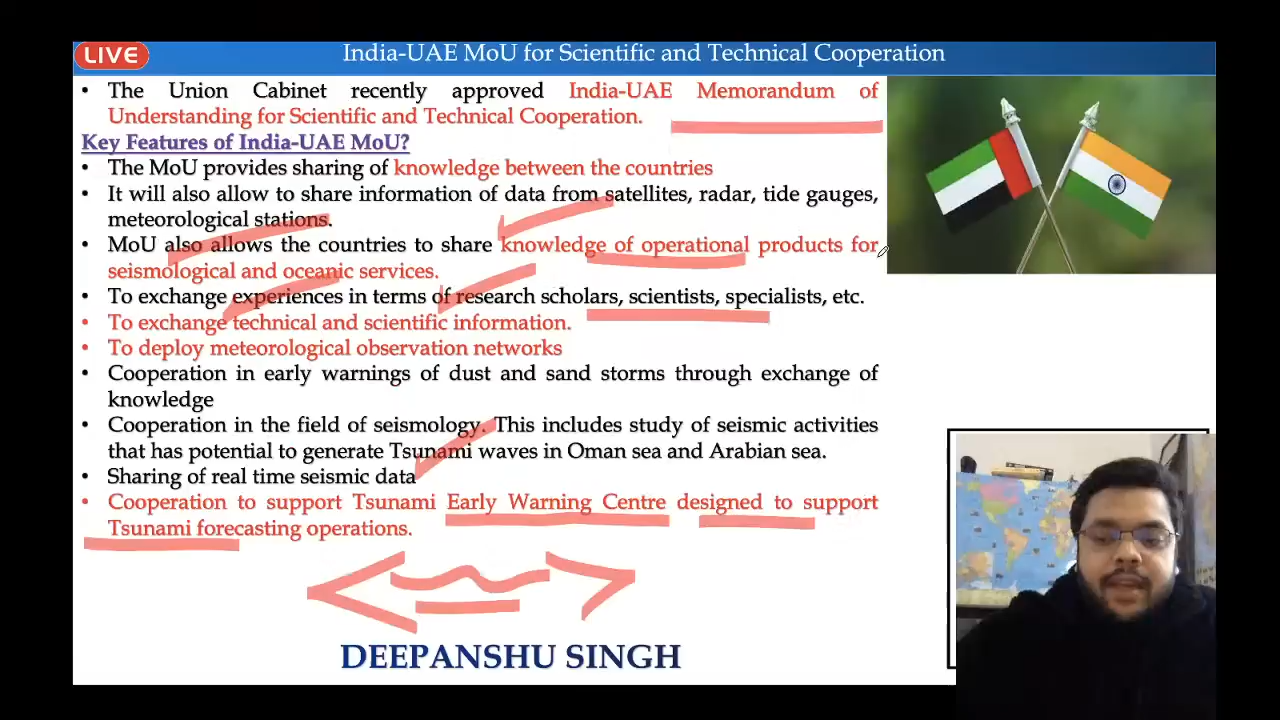 LIVE
India-UAE MoU for Scientific and Technical Cooperation
• The Union Cabinet recently approved India-UAE Memorandum of
Understanding for Scientific and Technical Cooperation.
Key Features of India-UAE MoU?
• The MoU provides sharing of knowledge between the countries
• It will also allow to share information of data from satellites, radar, tide gauges,
meteorological stations.
• MoU also allows the countries to share knowledge of operational products for
seismological and oceanic services.
• To exchange experiences in terms of research scholars, scientists, specialists, etc.
• To exchange technical and scientific information.
• To deploy meteorological observation networks
• Cooperation in early warnings of dust and sand storms through exchange of
knowledge
• Cooperation in the field of seismology. This includes study of seismic activities
that has potential to generate Tsunami waves in Oman sea and Arabian sea.
• Sharing of real time seismic data
• Cooperation to support Tsunami Early Warning Centre designed to support
Tsunami forecasting operations.
DEEPANSHU SINGH